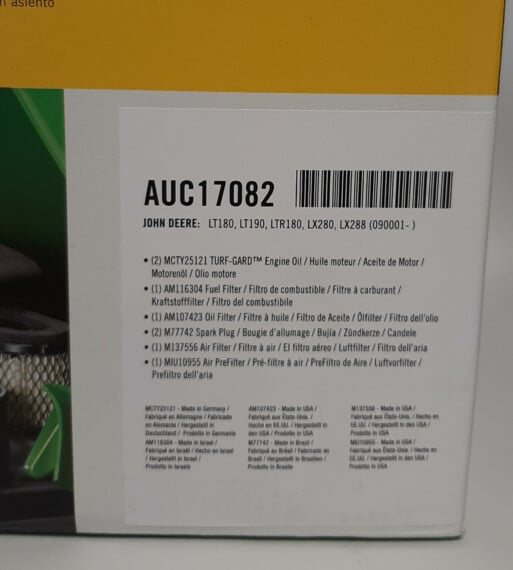 n asiento
AUC17082
JOHN DEERE: LT180, LT190, LTR180, LX280, LX288 (090001- )
• (2) MCTY25121 TURF-GARD™ Engine Oil / Huile moteur / Aceite de Motor /
Motorenöl / Olio motore
• (1) AM116304 Fuel Filter / Filtro de combustible / Filtre à carburant /
Kraftstofffilter / Filtro del combustibile
• (1) AM107423 Oil Filter / Filtre à huile / Filtro de Aceite / Ölfilter / Filtro dell'olio
• (2) M77742 Spark Plug / Bougie d'allumage / Bujia / Zündkerze / Candele
• (1) M137556 Air Filter / Filtre à air / El filtro aéreo / Luftfilter / Filtro dell'aria
• (1) MIU10955 Air PreFilter / Pré-filtre à air / PreFiltro de Aire / Luftvorfilter /
Prefiltro dell'aria
MCTY25121 - Made in Germany /
Fabriqué en Allemagne / Fabricado
en Alemania / Hergestellt in
Deutschland / Prodotto in Germania
AM116304 - Made in Israel /
Fabriqué en Israël / Hecho en Israel
/ Hergestellt in Israel /
Prodotto in Israele
AM107423 - Made in USA /
Fabriqué aux États-Unis. /
Hecho en EE.UU. / Hergestellt in
den USA / Prodotto in USA
M77742 - Made in Brazil /
Fabriqué au Brésil / Fabricado en
Brasil / Hergestellt in Brasilien /
Prodotto in Brasile
M137556 - Made in USA /
Fabriqué aux États-Unis. / Hecho en
EE.UU. / Hergestellt in den USA /
Prodotto in USA
MIU10955 - Made in USA /
Fabriqué aux États-Unis. / Hecho en
EE.UU. / Hergestellt in den USA /
Prodotto in USA